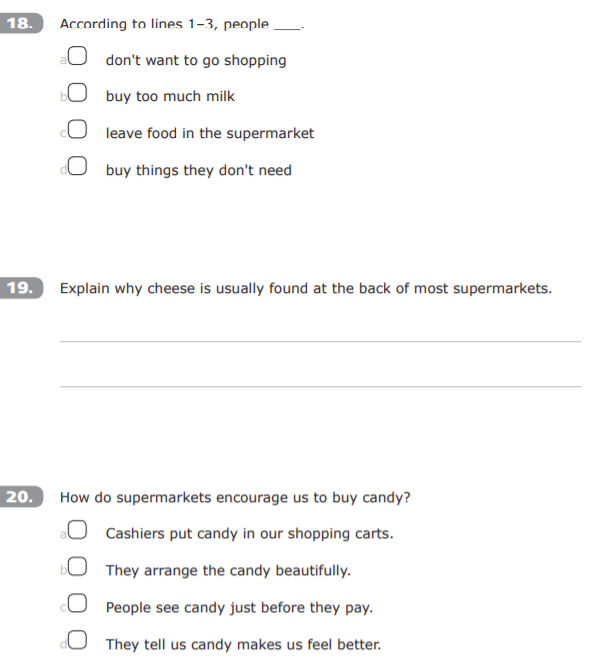 18. According to lines 1–3, people ____.
a don't want to go shopping
b buy too much milk
c leave food in the supermarket
d buy things they don't need
19. Explain why cheese is usually found at the back of most supermarkets.
20. How do supermarkets encourage us to buy candy?
a Cashiers put candy in our shopping carts.
b They arrange the candy beautifully.
c People see candy just before they pay.
d They tell us candy makes us feel better.